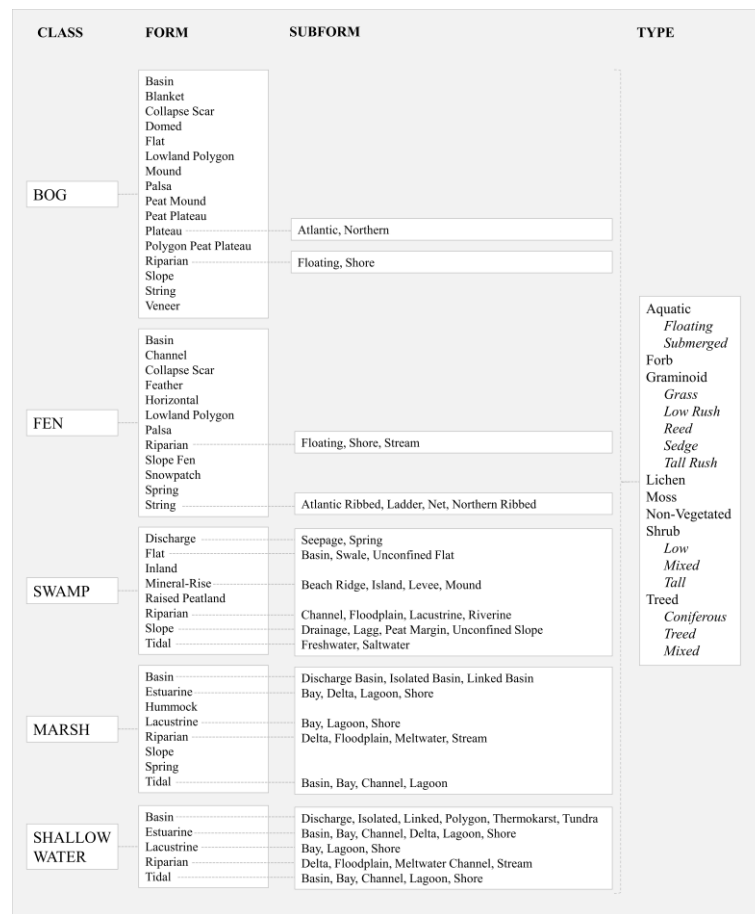 CLASS FORM SUBFORM TYPE
BOG
Basin
Blanket
Collapse Scar
Domed
Flat
Lowland Polygon
Mound
Palsa
Peat Mound
Peat Plateau
Plateau Atlantic, Northern
Polygon Peat Plateau
Riparian Floating, Shore
Slope
String
Veneer
FEN
Basin
Channel
Collapse Scar
Feather
Horizontal
Lowland Polygon
Palsa
Riparian Floating, Shore, Stream
Slope Fen
Snowpatch
Spring
String Atlantic Ribbed, Ladder, Net, Northern Ribbed
SWAMP
Discharge Seepage, Spring
Flat Basin, Swale, Unconfined Flat
Inland
Mineral-Rise Beach Ridge, Island, Levee, Mound
Raised Peatland
Riparian Channel, Floodplain, Lacustrine, Riverine
Slope Drainage, Lagg, Peat Margin, Unconfined Slope
Tidal Freshwater, Saltwater
MARSH
Basin Discharge Basin, Isolated Basin, Linked Basin
Estuarine Bay, Delta, Lagoon, Shore
Hummock
Lacustrine Bay, Lagoon, Shore
Riparian Delta, Floodplain, Meltwater, Stream
Slope
Spring
Tidal Basin, Bay, Channel, Lagoon
SHALLOW
WATER
Basin Discharge, Isolated, Linked, Polygon, Thermokarst, Tundra
Estuarine Basin, Bay, Channel, Delta, Lagoon, Shore
Lacustrine Bay, Lagoon, Shore
Riparian Delta, Floodplain, Meltwater Channel, Stream
Tidal Basin, Bay, Channel, Lagoon, Shore
Aquatic
Floating
Submerged
Forb
Graminoid
Grass
Low Rush
Reed
Sedge
Tall Rush
Lichen
Moss
Non-Vegetated
Shrub
Low
Mixed
Tall
Treed
Coniferous
Treed
Mixed